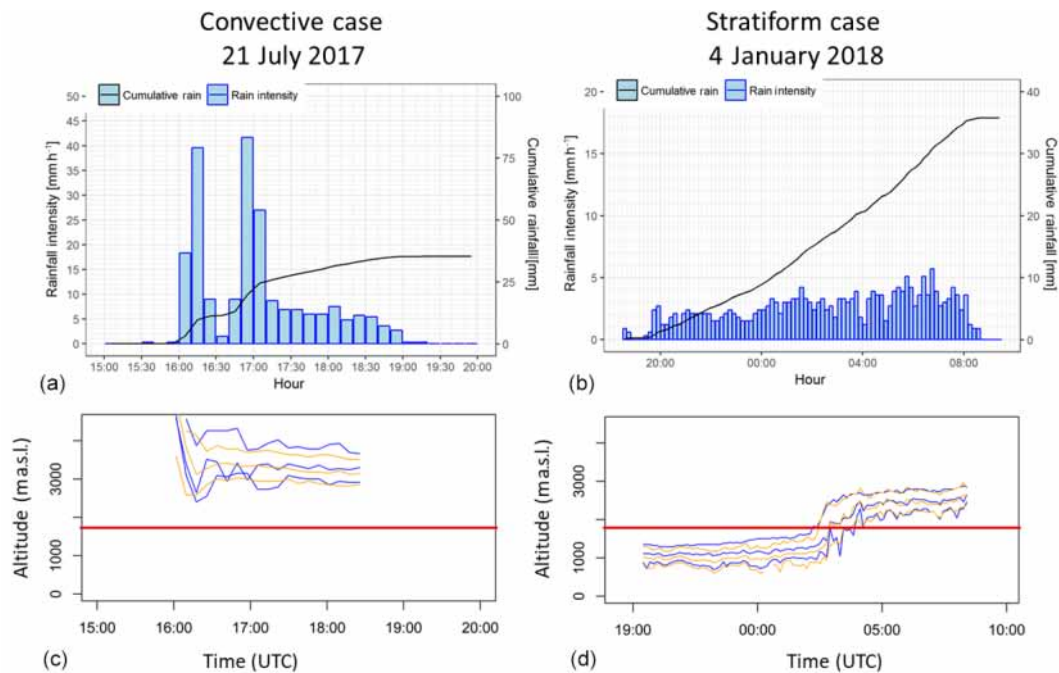 Convective case
21 July 2017
Stratiform case
4 January 2018
Cumulative rain Rain intensity
Rainfall intensity [mm h⁻¹]
50
45
40
35
30
25
20
15
10
5
0
100
75
50
25
0
Cumulative rainfall [mm]
15:00 15:30 16:00 16:30 17:00 17:30 18:00 18:30 19:00 19:30 20:00
(a)
Hour
Cumulative rain Rain intensity
Rainfall intensity [mm h⁻¹]
20
15
10
5
0
40
30
20
10
0
Cumulative rainfall [mm]
20:00 00:00 04:00 08:00
(b)
Hour
Altitude (m a.s.l.)
3000
1000
0
15:00 16:00 17:00 18:00 19:00 20:00
(c)
Time (UTC)
Altitude (m a.s.l.)
3000
1000
0
19:00 00:00 05:00 10:00
(d)
Time (UTC)